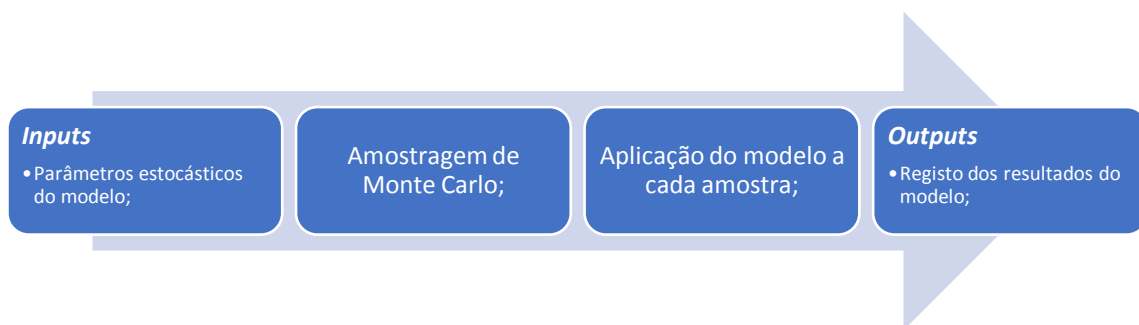 Inputs
•Parâmetros estocásticos
do modelo;
Amostragem de
Monte Carlo;
Aplicação do modelo a
cada amostra;
Outputs
•Registo dos resultados do
modelo;